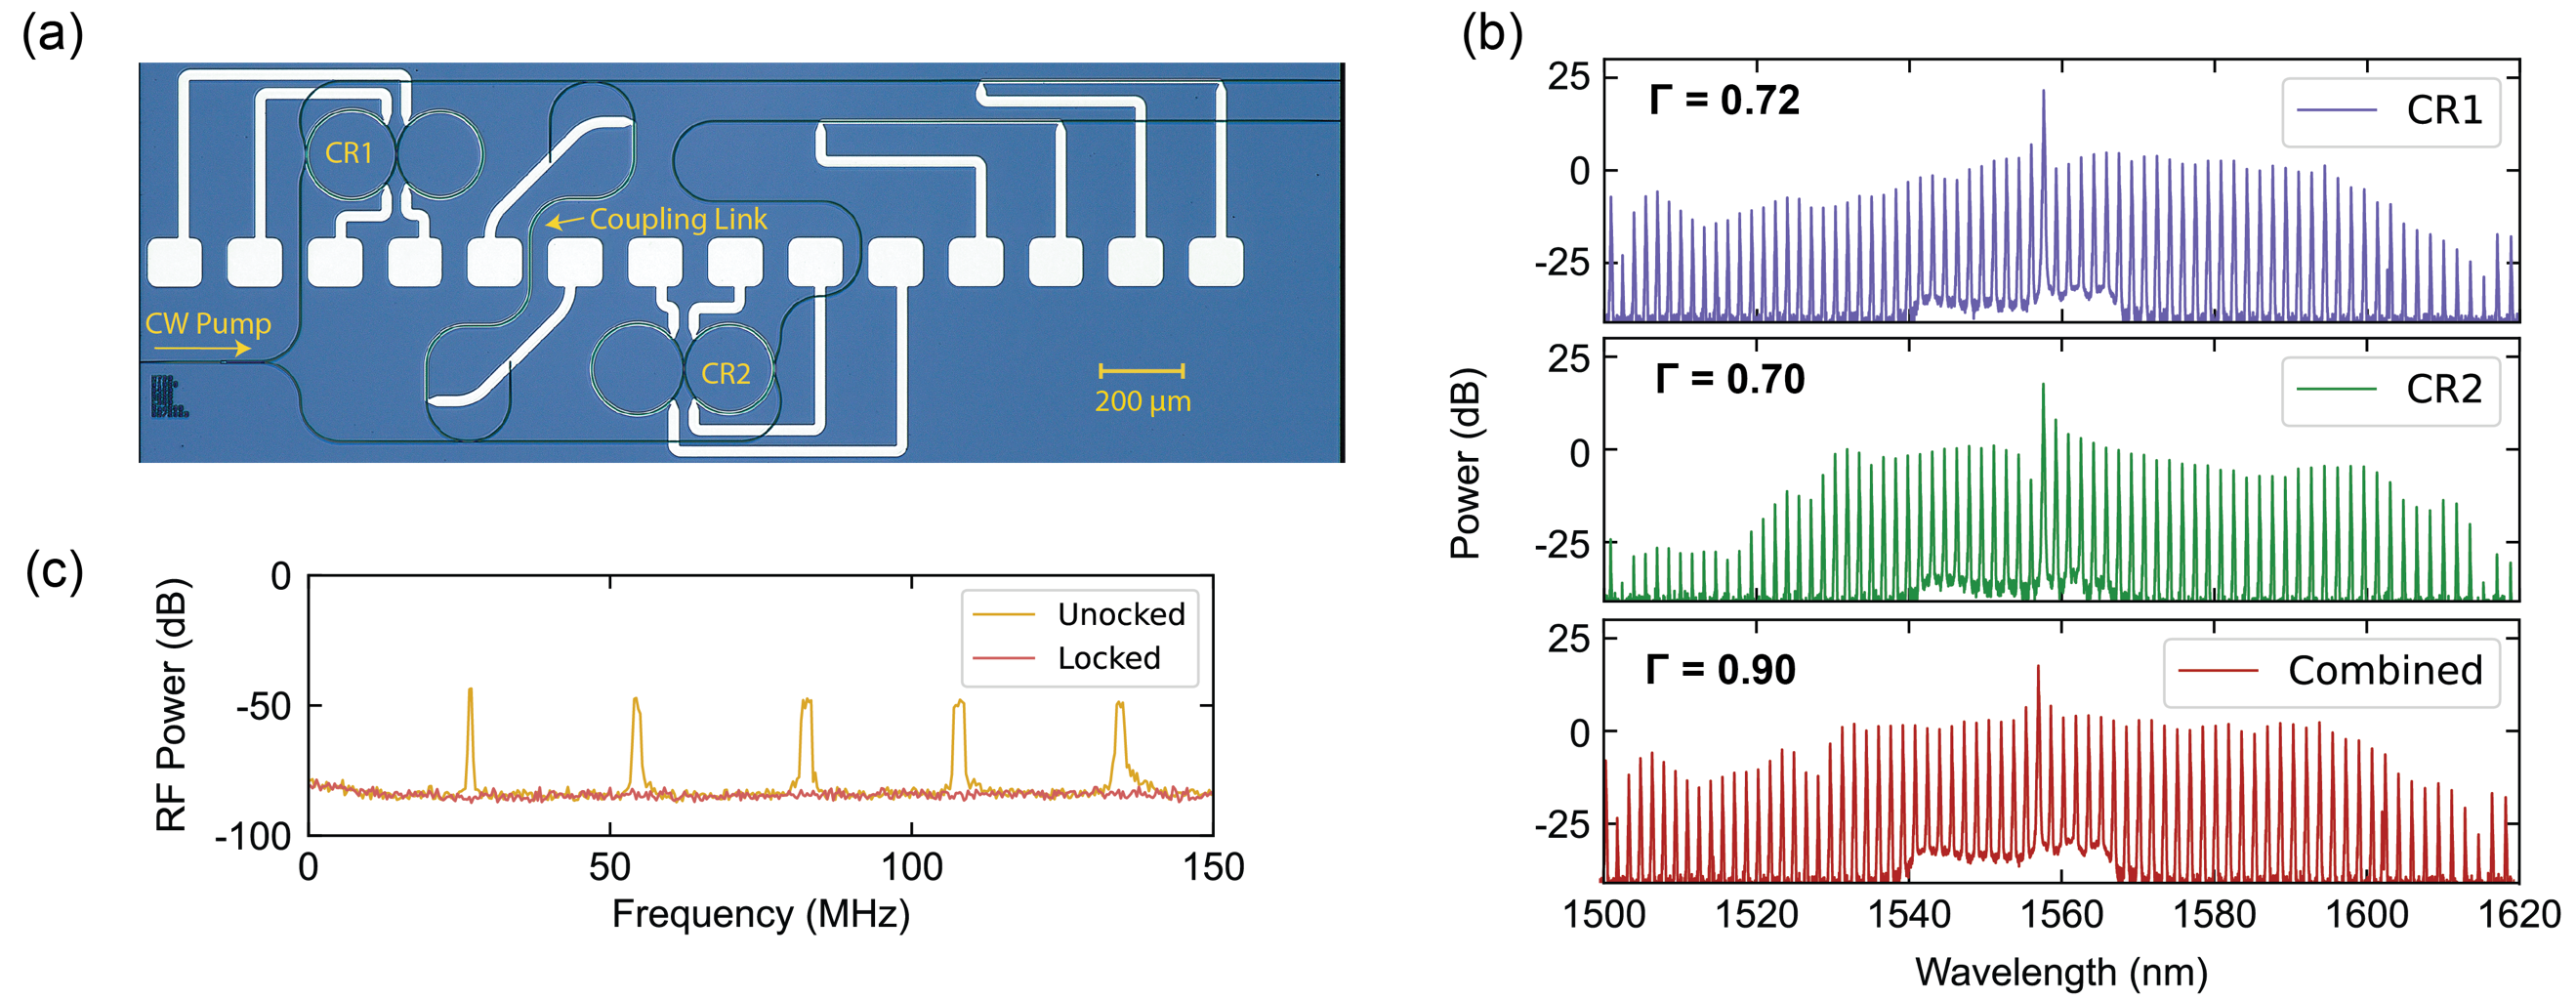 (a)
CR1
Coupling Link
CW Pump
CR2
200 µm
(b)
Power (dB)
25
0
-25
Γ = 0.72
CR1
25
0
-25
Γ = 0.70
CR2
25
0
-25
Γ = 0.90
Combined
1500 1520 1540 1560 1580 1600 1620
Wavelength (nm)
(c)
RF Power (dB)
0
-50
-100
Unocked
Locked
0 50 100 150
Frequency (MHz)